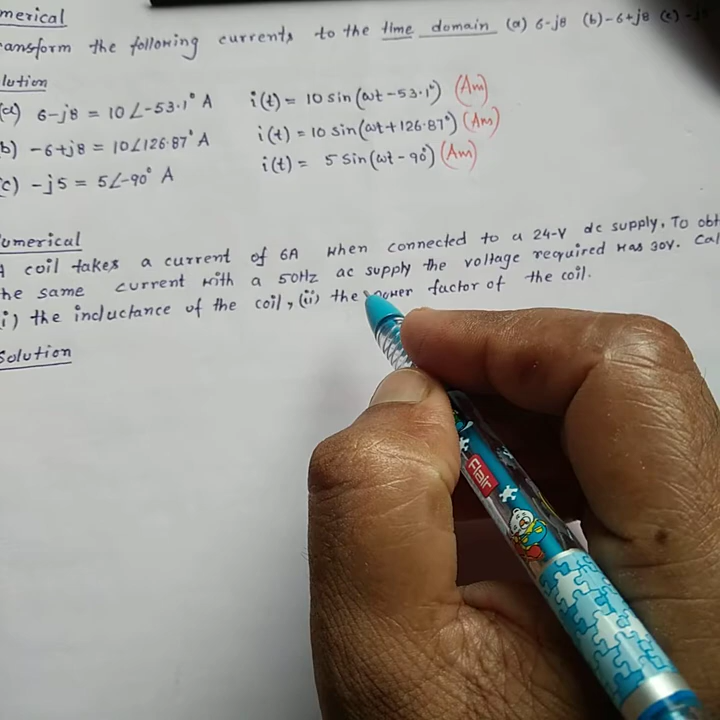 merical
ansform the following currents to the time domain (a) 6-j8 (b) -6+j8 (c) -j5
lution
(a) 6-j8 = 10∠-53.1° A i(t) = 10 sin(ωt-53.1°) (Am)
b) -6+j8 = 10∠126.87° A i(t) = 10 sin(ωt+126.87°) (Am)
c) -j5 = 5∠-90° A i(t) = 5 sin(ωt-90°) (Am)
umerical
A coil takes a current of 6A when connected to a 24-V dc supply. To obt
he same current with a 50Hz ac supply the voltage required was 30V. Cal
i) the inductance of the coil, (ii) the power factor of the coil.
Solution
Flair